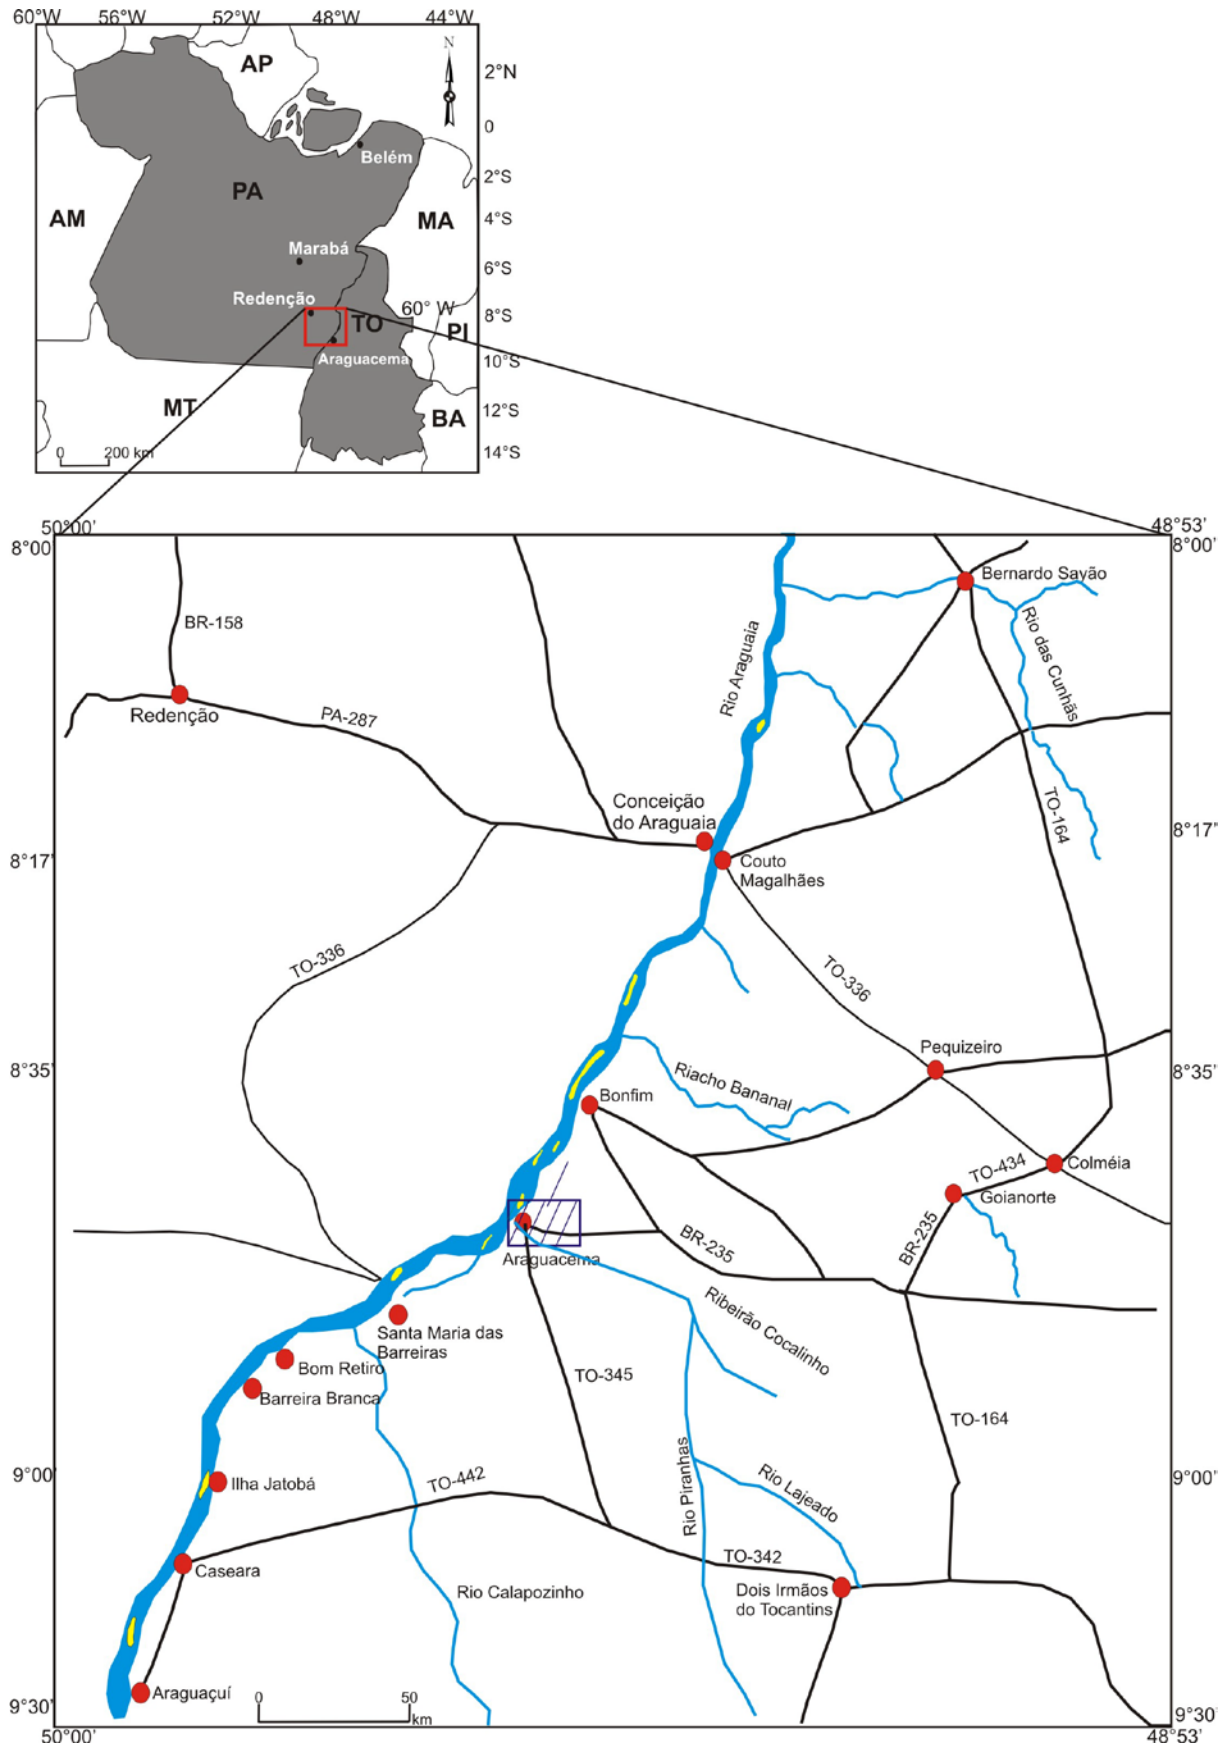 60°W 56°W 52°W 48°W 44°W
N
AP
2°N
0
Belém
2°S
PA
AM
MA
4°S
Marabá
6°S
Redenção
60° W
8°S
TO
PI
Araguacema
10°S
MT
BA
12°S
0 200 km
14°S
50°00' 48°53'
8°00' 8°00'
Bernardo Sayão
BR-158
Rio das Cunhãs
Rio Araguaia
Redenção
PA-287
TO-164
Conceição
do Araguaia
8°17' 8°17'
Couto
Magalhães
TO-336
TO-336
Pequizeiro
8°35' 8°35'
Riacho Bananal
Bonfim
TO-434
Colméia
Goianorte
BR-235
BR-235
Araguacema
Ribeirão Cocalinho
Santa Maria das
Barreiras
Bom Retiro
TO-345
Barreira Branca
TO-164
9°00' 9°00'
TO-442
Ilha Jatobá
Rio Piranhas
Rio Lajeado
TO-342
Caseara
Rio Calapozinho
Dois Irmãos
do Tocantins
Araguaçuí
0 50
km
9°30' 9°30'
50°00' 48°53'